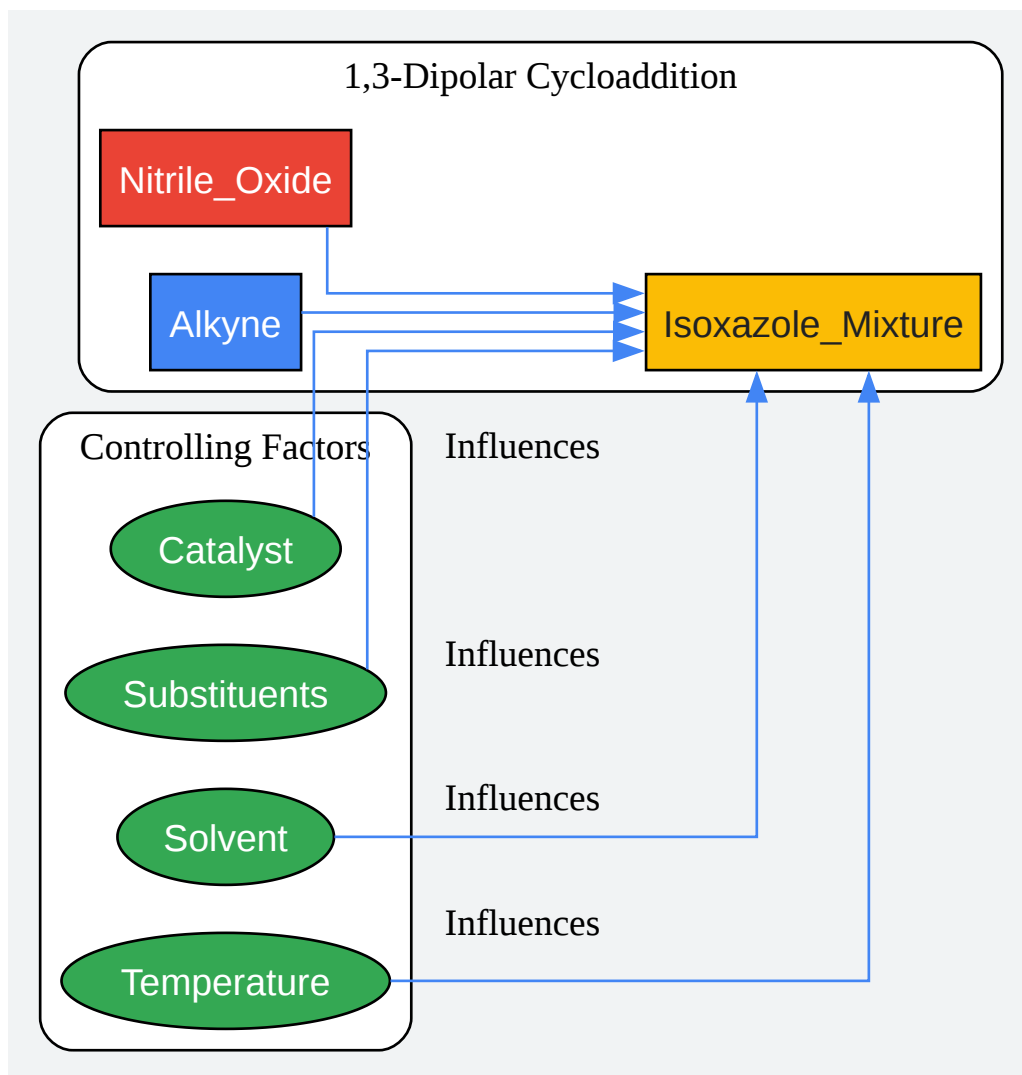 1,3-Dipolar Cycloaddition
Nitrile_Oxide
Alkyne
Isoxazole_Mixture
Controlling Factors
Influences
Catalyst
Influences
Substituents
Influences
Solvent
Influences
Temperature